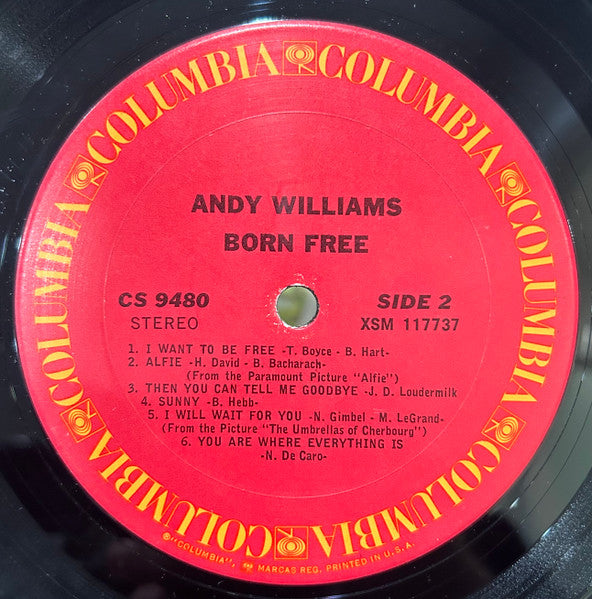 COLUMBIA COLUMBIA COLUMBIA COLUMBIA COLUMBIA COLUMBIA
ANDY WILLIAMS
BORN FREE
CS 9480
SIDE 2
STEREO
XSM 117737
1. I WANT TO BE FREE -T. Boyce - B. Hart-
2. ALFIE -H. David - B. Bacharach-
(From the Paramount Picture "Alfie")
3. THEN YOU CAN TELL ME GOODBYE -J. D. Loudermilk
4. SUNNY -B. Hebb-
5. I WILL WAIT FOR YOU -N. Gimbel - M. LeGrand-
(From the Picture "The Umbrellas of Cherbourg")
6. YOU ARE WHERE EVERYTHING IS
-N. De Caro-
®"COLUMBIA", MARCAS REG. PRINTED IN U.S.A.